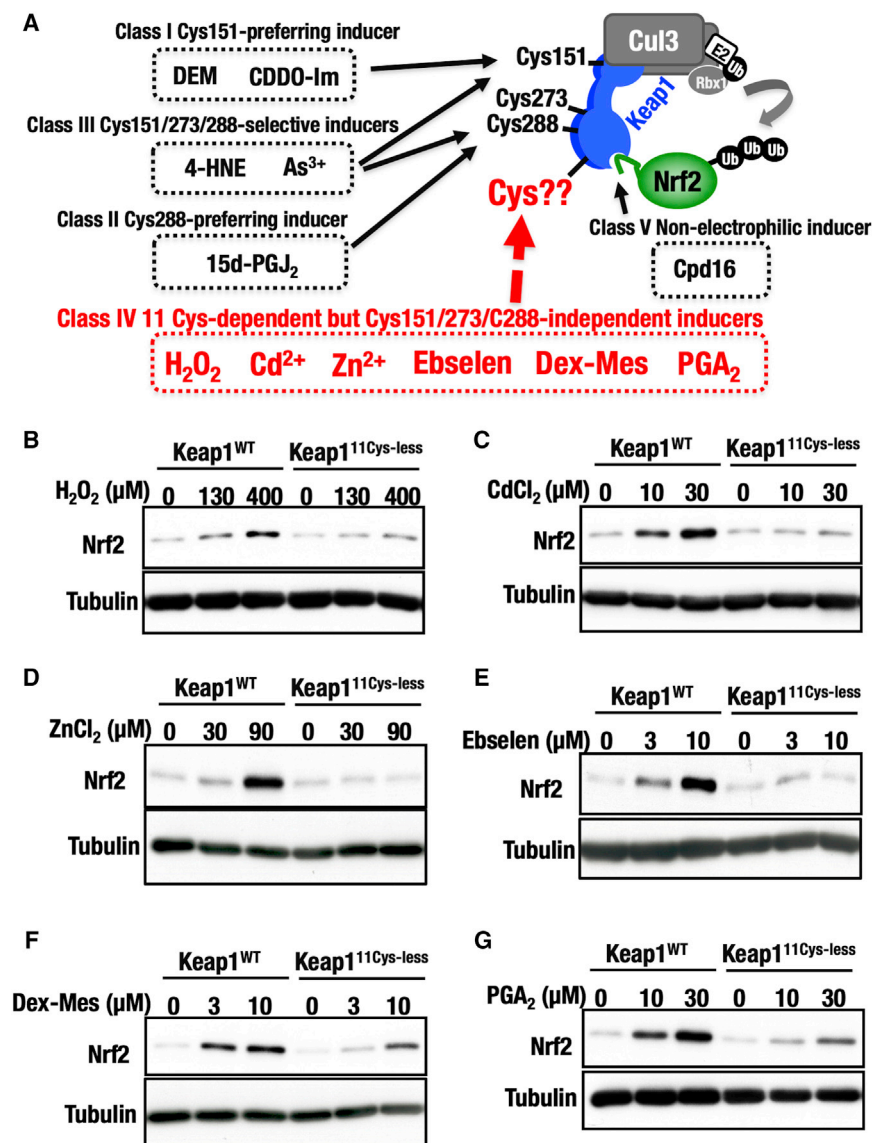 A
Class I Cys151-preferring inducer
DEM CDDO-Im
Class III Cys151/273/288-selective inducers
4-HNE As³⁺
Class II Cys288-preferring inducer
15d-PGJ₂
Cys151
Cys273
Cys288
Cys??
Keap1
Cul3
E2
Ub
Rbx1
Ub Ub Ub
Nrf2
Class V Non-electrophilic inducer
Cpd16
Class IV 11 Cys-dependent but Cys151/273/C288-independent inducers
H₂O₂ Cd²⁺ Zn²⁺ Ebselen Dex-Mes PGA₂
B
Keap1ᵂᵀ Keap1¹¹ᶜʸˢ⁻ˡᵉˢˢ
H₂O₂ (μM) 0 130 400 0 130 400
Nrf2
Tubulin
C
Keap1ᵂᵀ Keap1¹¹ᶜʸˢ⁻ˡᵉˢˢ
CdCl₂ (μM) 0 10 30 0 10 30
Nrf2
Tubulin
D
Keap1ᵂᵀ Keap1¹¹ᶜʸˢ⁻ˡᵉˢˢ
ZnCl₂ (μM) 0 30 90 0 30 90
Nrf2
Tubulin
E
Keap1ᵂᵀ Keap1¹¹ᶜʸˢ⁻ˡᵉˢˢ
Ebselen (μM) 0 3 10 0 3 10
Nrf2
Tubulin
F
Keap1ᵂᵀ Keap1¹¹ᶜʸˢ⁻ˡᵉˢˢ
Dex-Mes (μM) 0 3 10 0 3 10
Nrf2
Tubulin
G
Keap1ᵂᵀ Keap1¹¹ᶜʸˢ⁻ˡᵉˢˢ
PGA₂ (μM) 0 10 30 0 10 30
Nrf2
Tubulin